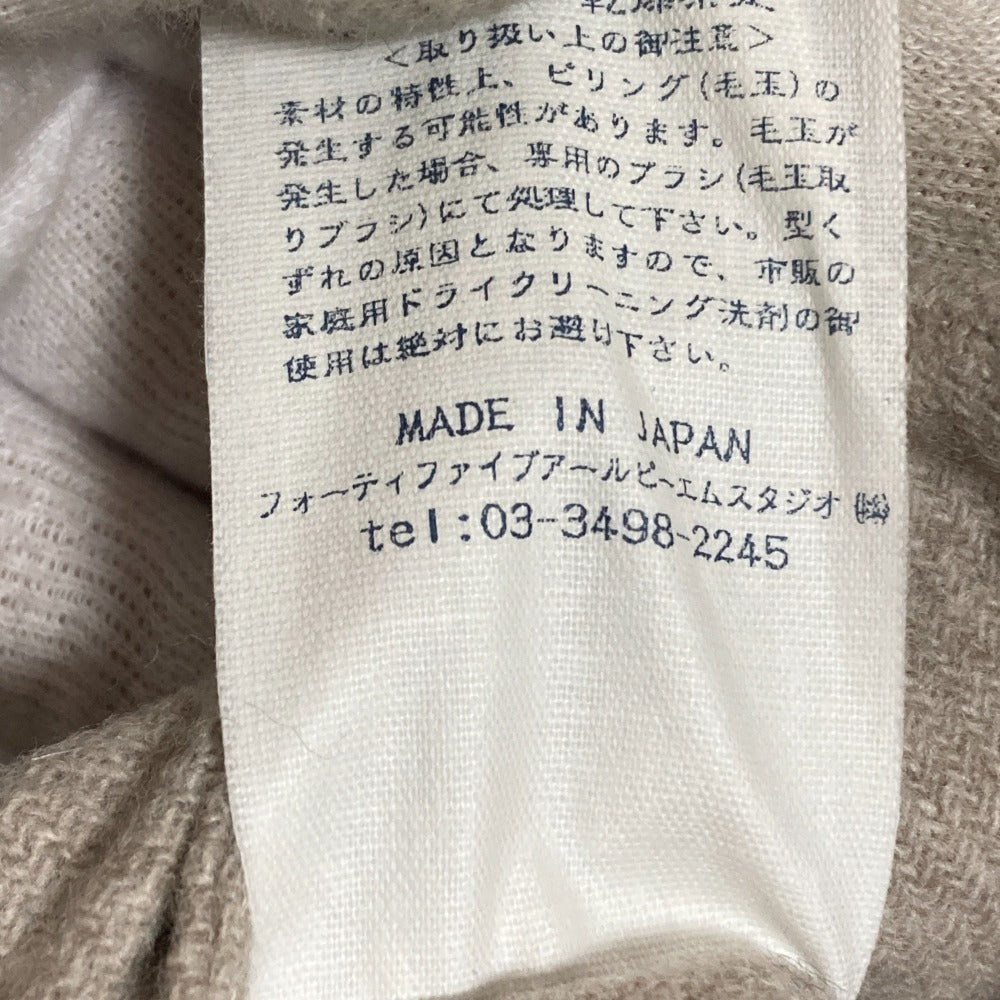 <取り扱い上の御注意>
素材の特性上、ピリング(毛玉)の
発生する可能性があります。毛玉が
発生した場合、専用のブラシ(毛玉取
りブラシ)にて処理して下さい。型く
ずれの原因となりますので、市販の
家庭用ドライクリーニング洗剤の御
使用は絶対にお避け下さい。
MADE IN JAPAN
フォーティファイブアールピーエムスタジオ㈱
tel:03-3498-2245